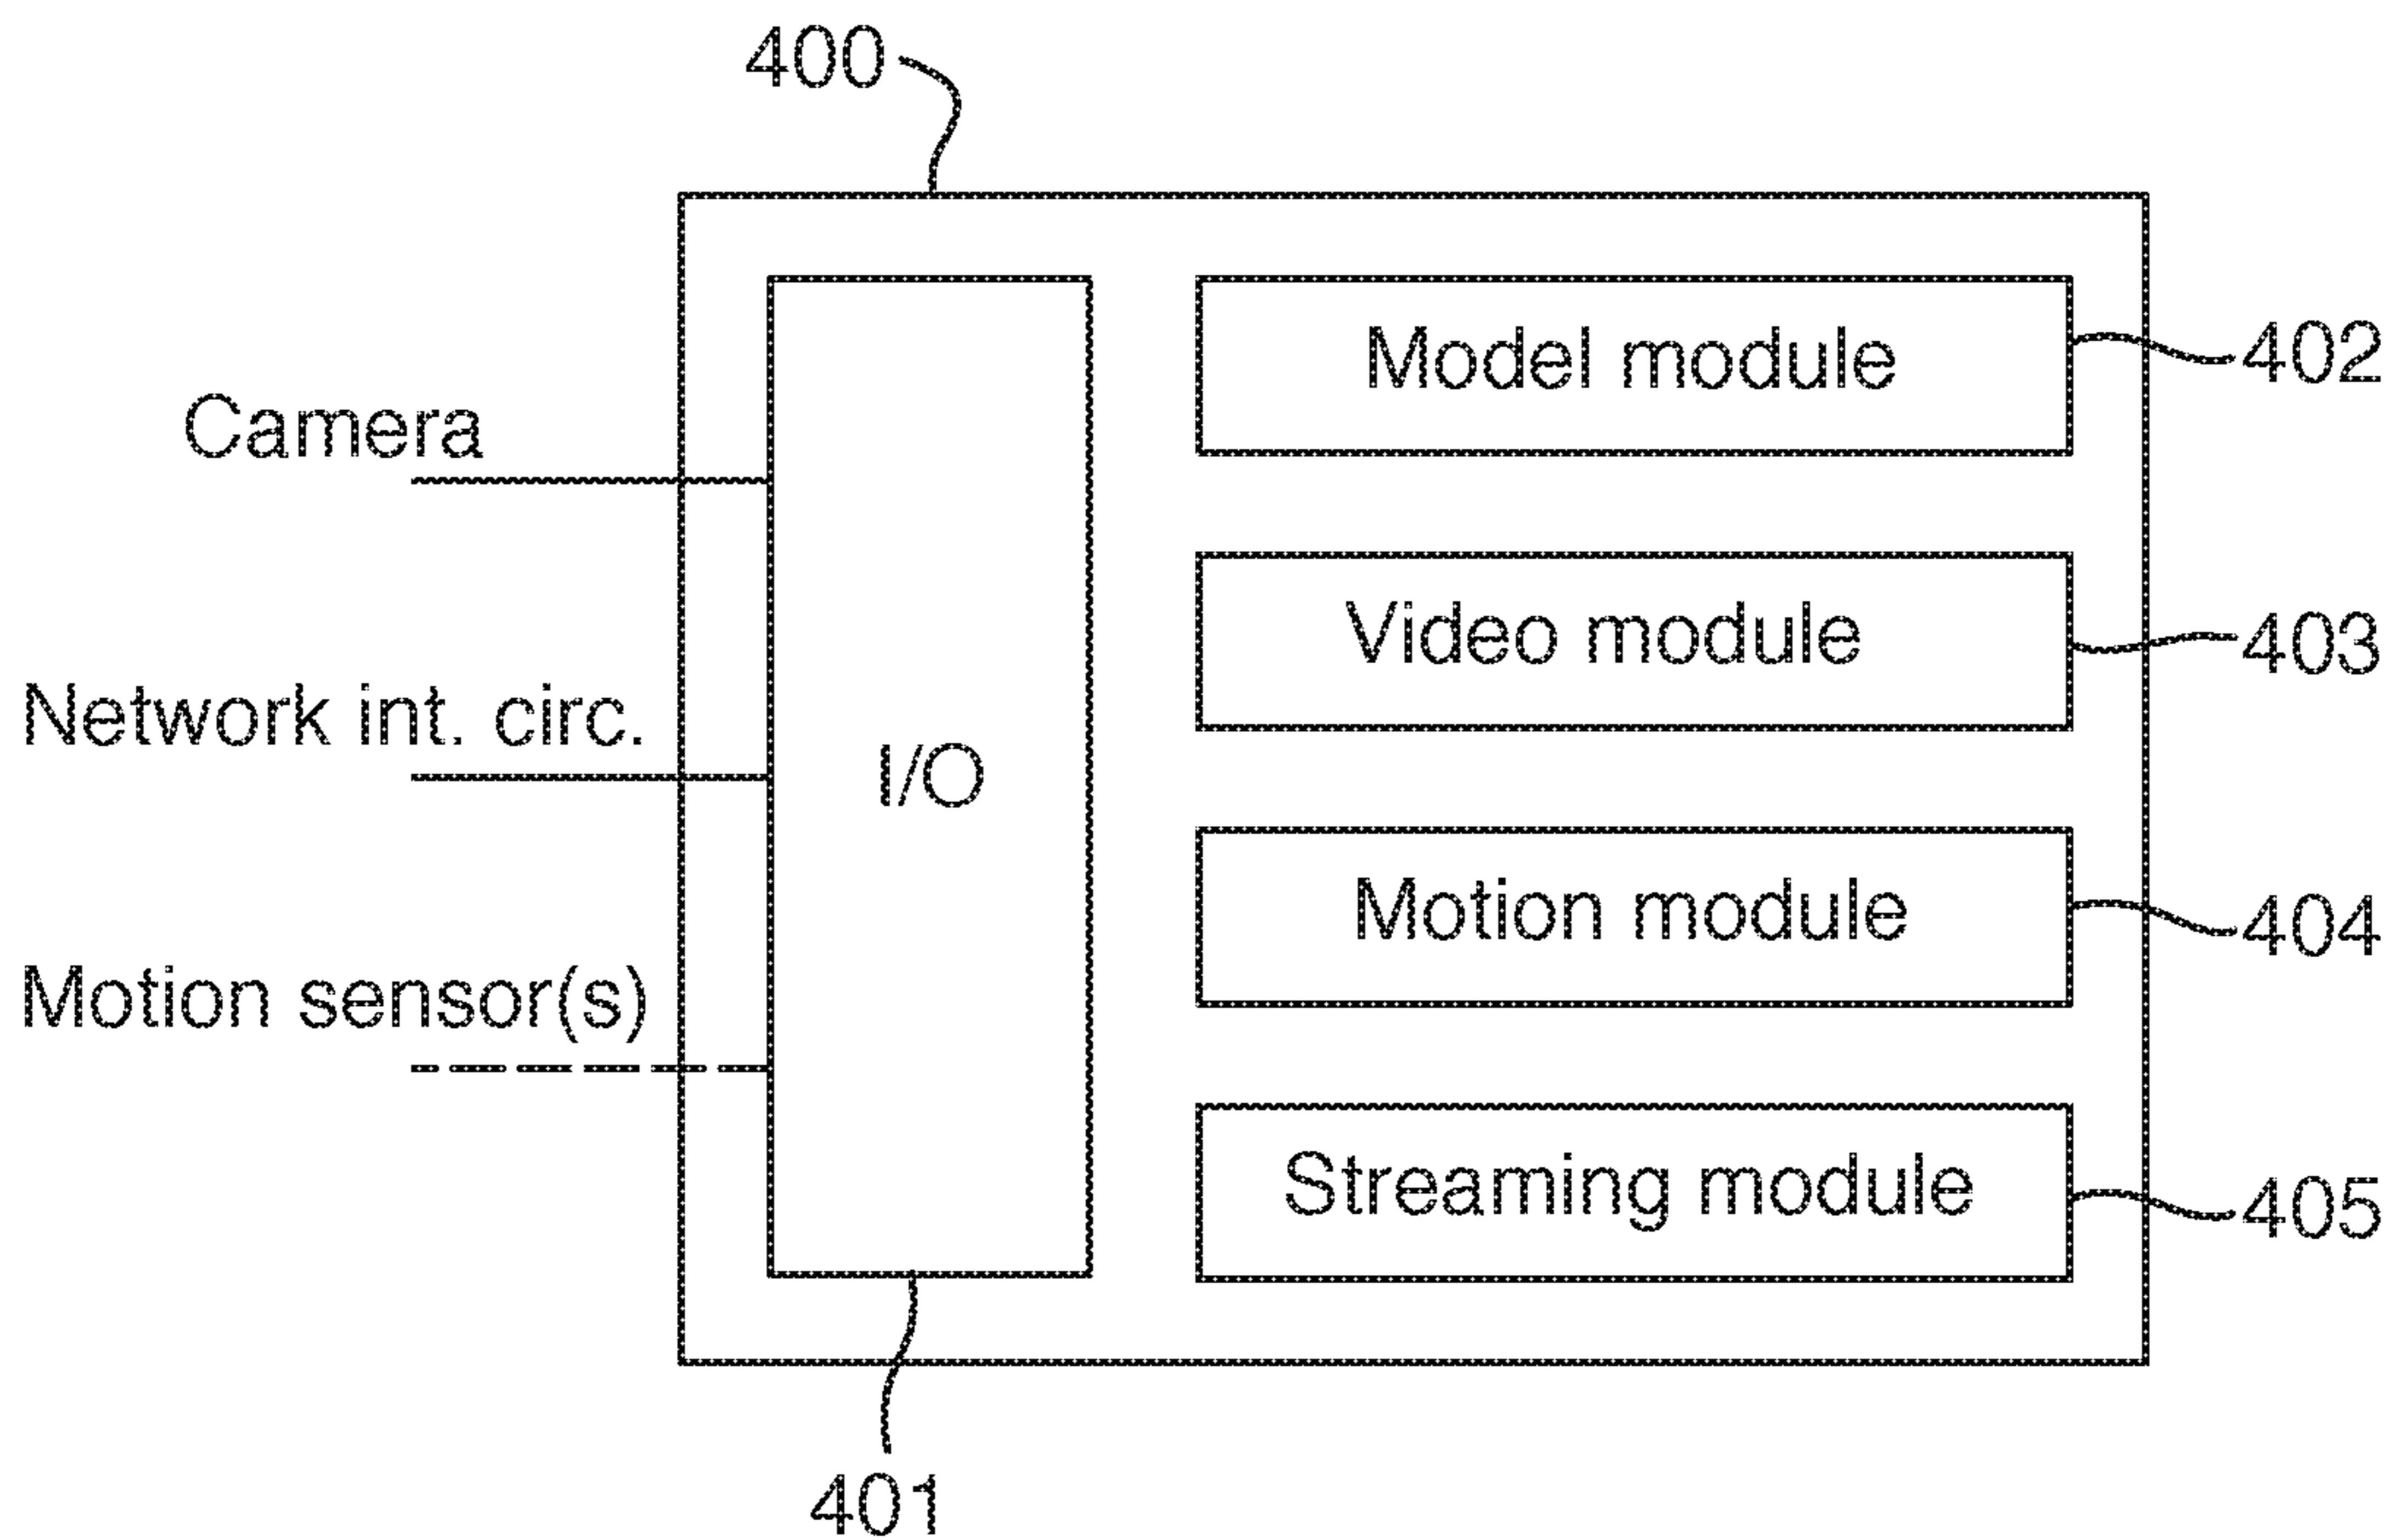 400
Model module
402
Camera
Video module
403
Network int. circ.
I/O
Motion module
404
Motion sensor(s)
Streaming module
405
401